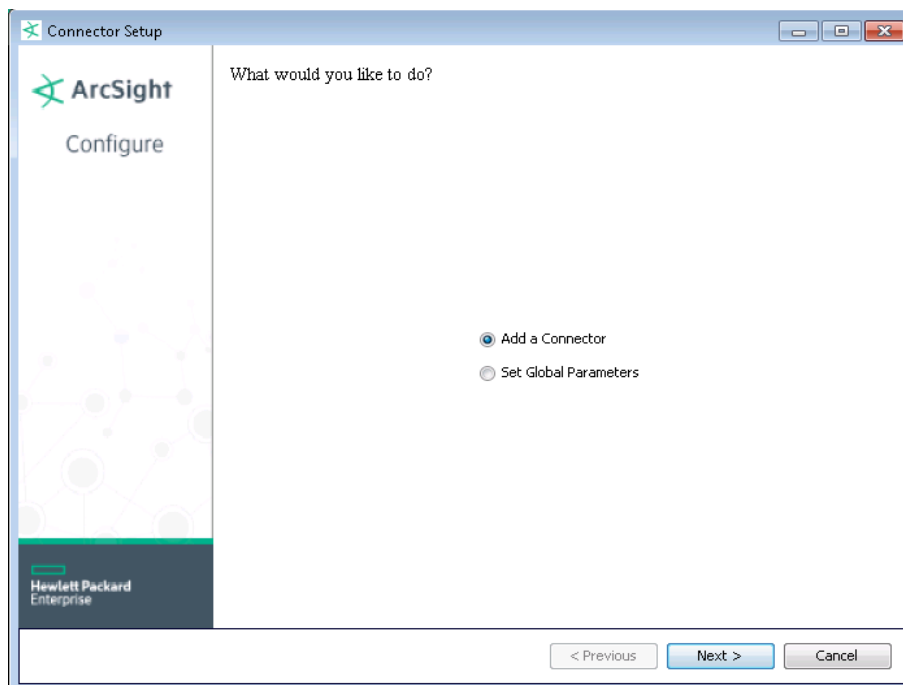 Connector Setup
ArcSight
Configure
What would you like to do?
Add a Connector
Set Global Parameters
Hewlett Packard
Enterprise
< Previous
Next >
Cancel